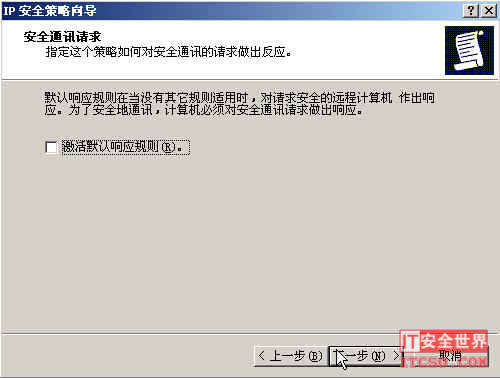 IP 安全策略向导
安全通讯请求
指定这个策略如何对安全通讯的请求做出反应。
默认响应规则在当没有其它规则适用时，对请求安全的远程计算机 作出响
应。为了安全地通讯，计算机必须对安全通讯请求做出响应。
激活默认响应规则(R)。
< 上一步(B) 下一步(N) > 取消
IT安全世界
ITCSO.COM